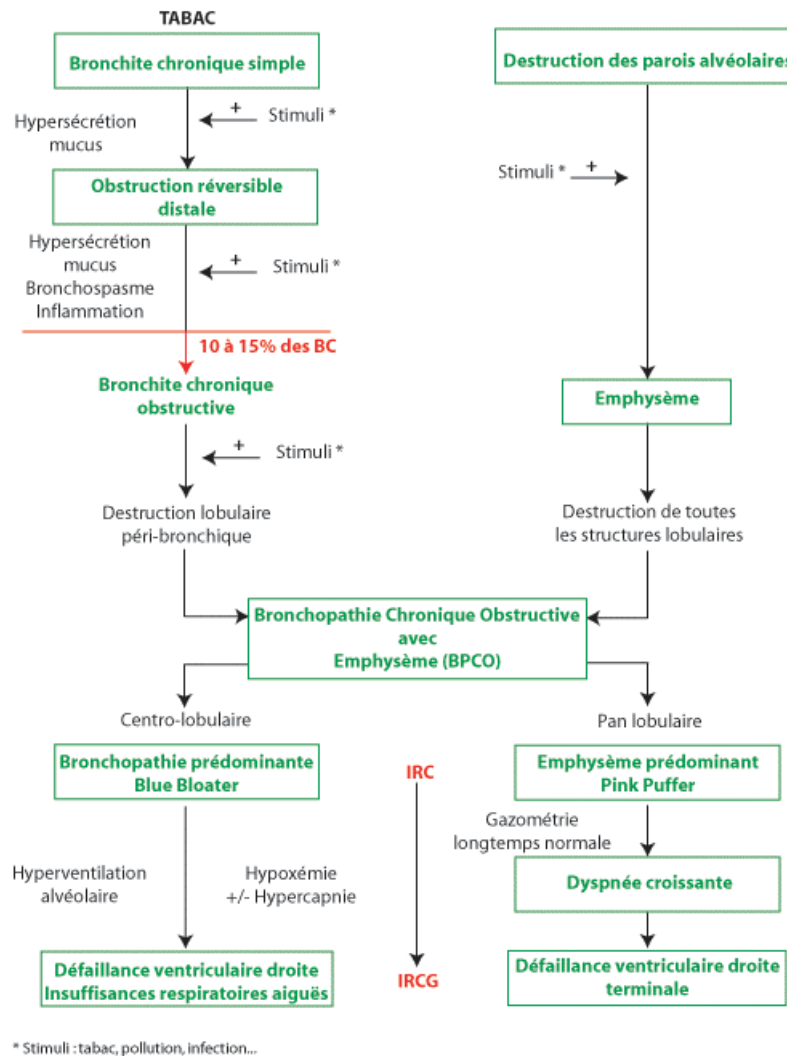 TABAC
Bronchite chronique simple
Destruction des parois alvéolaires
+
Stimuli *
Hypersécrétion
mucus
Stimuli *
+
Obstruction réversible
distale
Hypersécrétion
mucus
Bronchospasme
Inflammation
+
Stimuli *
10 à 15% des BC
Bronchite chronique
obstructive
Emphysème
+
Stimuli *
Destruction lobulaire
péri-bronchique
Destruction de toutes
les structures lobulaires
Bronchopathie Chronique Obstructive
avec
Emphysème (BPCO)
Centro-lobulaire
Pan lobulaire
Bronchopathie prédominante
Blue Bloater
IRC
Emphysème prédominant
Pink Puffer
Gazométrie
longtemps normale
Hyperventilation
alvéolaire
Hypoxémie
+/- Hypercapnie
Dyspnée croissante
Défaillance ventriculaire droite
Insuffisances respiratoires aiguës
IRCG
Défaillance ventriculaire droite
terminale
* Stimuli : tabac, pollution, infection...